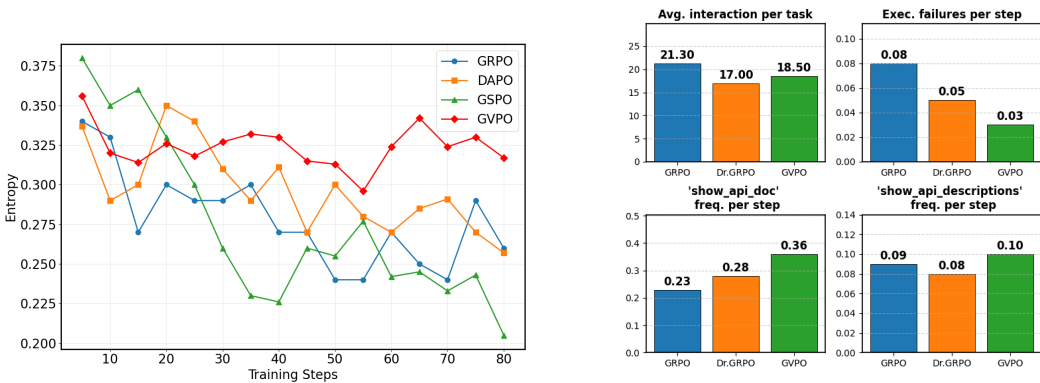 0.375
0.350
0.325
0.300
0.275
0.250
0.225
0.200
Entropy
10 20 30 40 50 60 70 80
Training Steps
GRPO
DAPO
GSPO
GVPO
Avg. interaction per task
25
20
15
10
5
0
21.30 17.00 18.50
GRPO Dr.GRPO GVPO
Exec. failures per step
0.10
0.08
0.06
0.04
0.02
0.00
0.08 0.05 0.03
GRPO Dr.GRPO GVPO
'show_api_doc'
freq. per step
0.5
0.4
0.3
0.2
0.1
0.0
0.23 0.28 0.36
GRPO Dr.GRPO GVPO
'show_api_descriptions'
freq. per step
0.14
0.12
0.10
0.08
0.06
0.04
0.02
0.00
0.09 0.08 0.10
GRPO Dr.GRPO GVPO